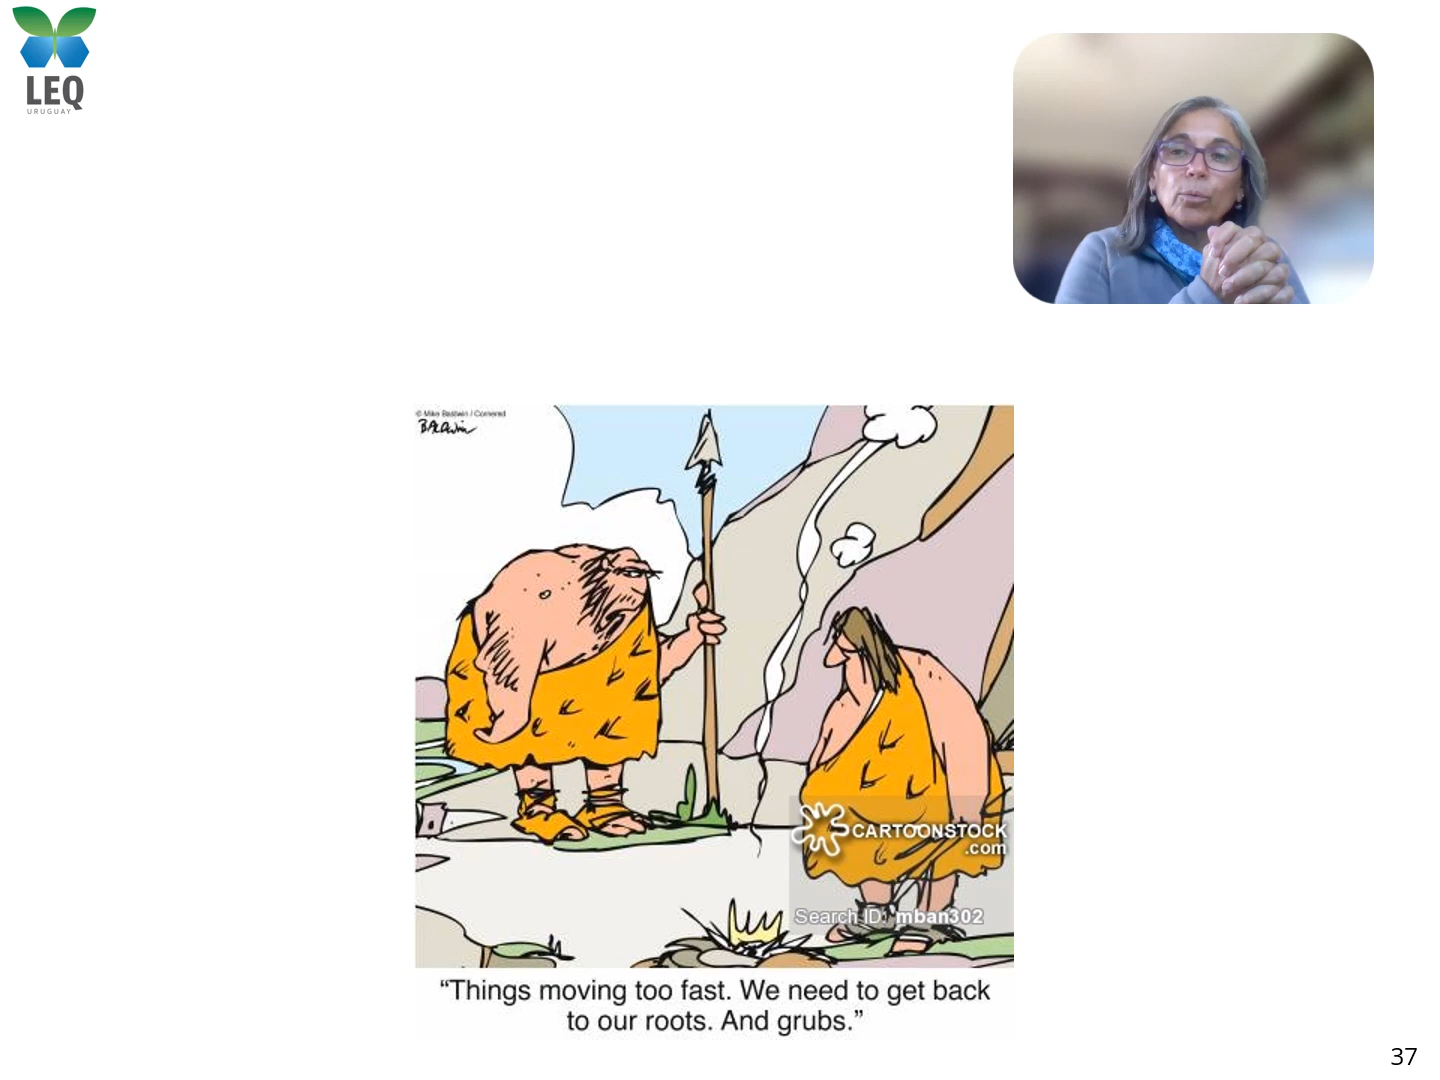 LEQ
URUGUAY
© Mike Baldwin / Cornered
Baldwin
CARTOONSTOCK
.com
Search ID: mban302
“Things moving too fast. We need to get back
to our roots. And grubs.”
37